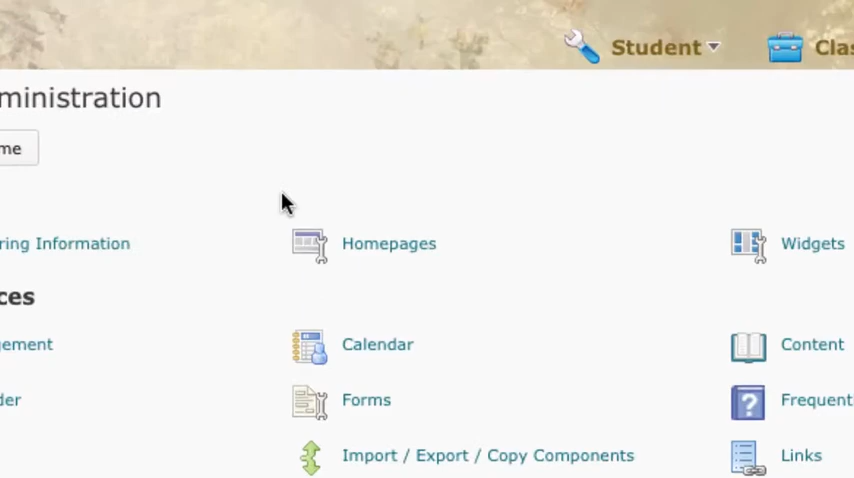 Student Clas
ministration
me
ring Information Homepages Widgets
ces
gement Calendar Content
der Forms Frequent
Import / Export / Copy Components Links